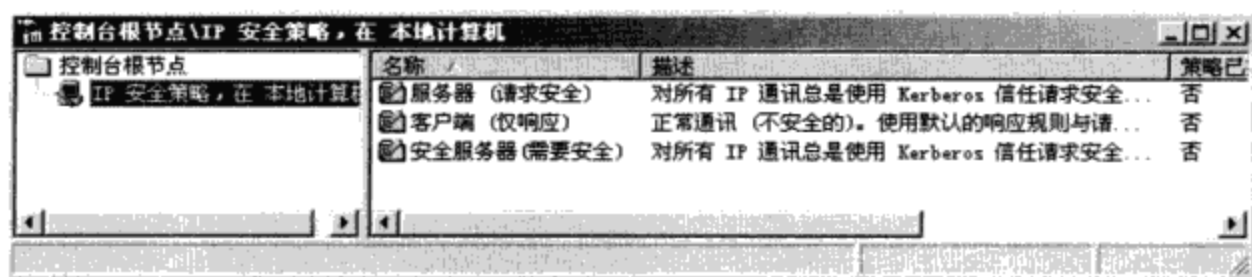 控制台根节点\IP 安全策略，在 本地计算机
控制台根节点
IP 安全策略，在 本地计算机
名称 描述 策略已
服务器 (请求安全) 对所有 IP 通讯总是使用 Kerberos 信任请求安全... 否
客户端 (仅响应) 正常通讯 (不安全的)。使用默认的响应规则与请... 否
安全服务器(需要安全) 对所有 IP 通讯总是使用 Kerberos 信任请求安全... 否